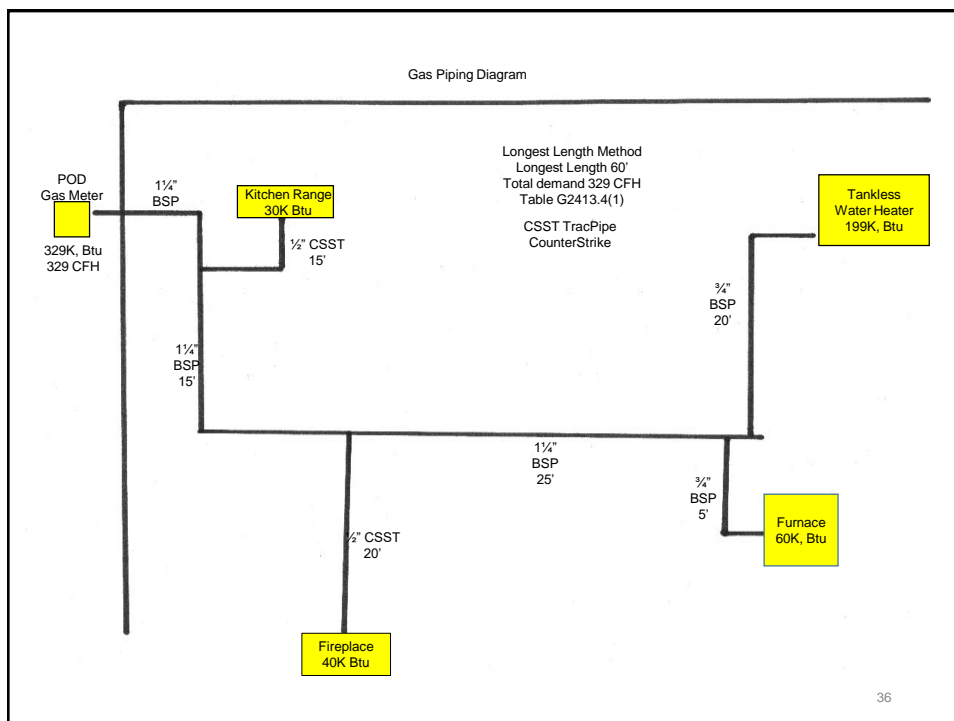 Gas Piping Diagram
Longest Length Method
Longest Length 60’
Total demand 329 CFH
Table G2413.4(1)
CSST TracPipe
CounterStrike
POD
Gas Meter
329K, Btu
329 CFH
1¼”
BSP
Kitchen Range
30K Btu
½” CSST
15’
Tankless
Water Heater
199K, Btu
¾”
BSP
20’
1¼”
BSP
15’
1¼”
BSP
25’
¾”
BSP
5’
Furnace
60K, Btu
½” CSST
20’
Fireplace
40K Btu
36